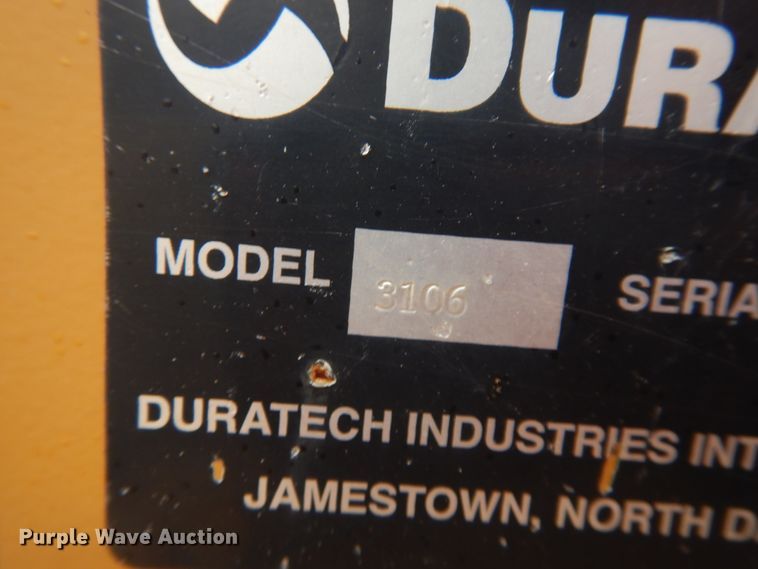 DURA
MODEL 3106 SERIA
DURATECH INDUSTRIES INT
JAMESTOWN, NORTH D
Purple Wave Auction